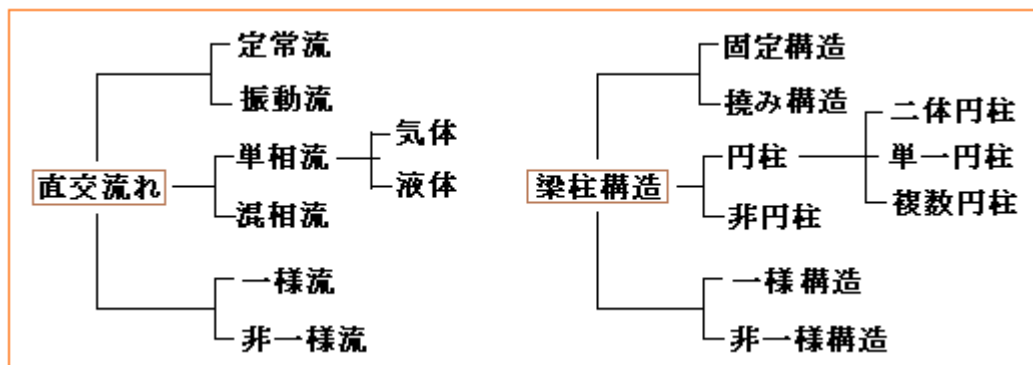 定常流
振動流
単相流
気体
液体
直交流れ
混相流
一様流
非一様流
固定構造
撓み構造
円柱
二体円柱
単一円柱
複数円柱
梁柱構造
非円柱
一様構造
非一様構造